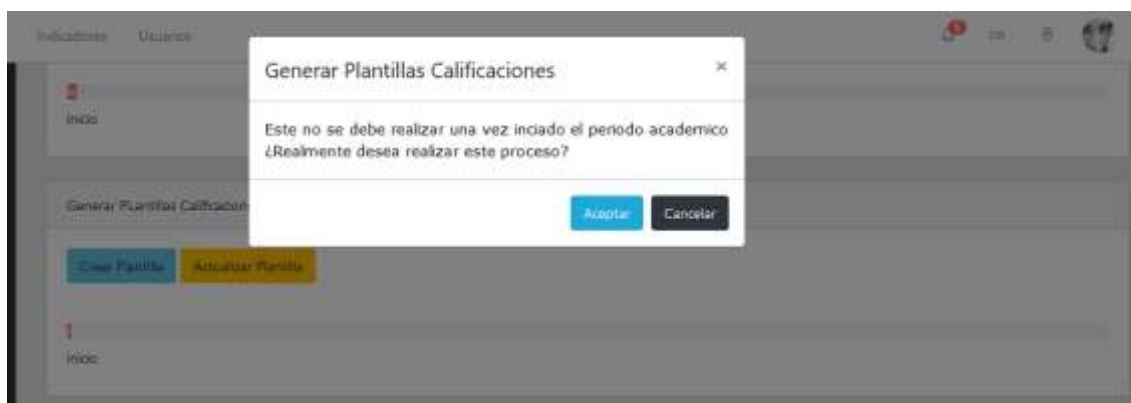 Indicadores Usuarios
Generar Plantillas Calificaciones ×
inicio
Este no se debe realizar una vez inciado el periodo academico
¿Realmente desea realizar este proceso?
Generar PLantillas Calificacion
Aceptar Cancelar
Crear Plantilla Actualizar Plantilla
inicio